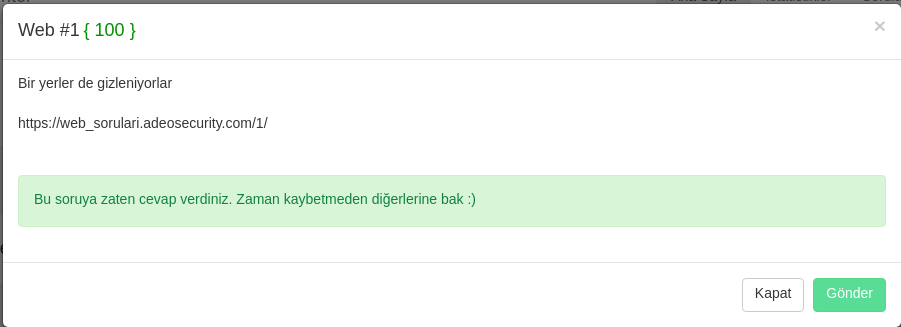 Web #1 { 100 }
×
Bir yerler de gizleniyorlar
https://web_sorulari.adeosecurity.com/1/
Bu soruya zaten cevap verdiniz. Zaman kaybetmeden diğerlerine bak :)
Kapat
Gönder